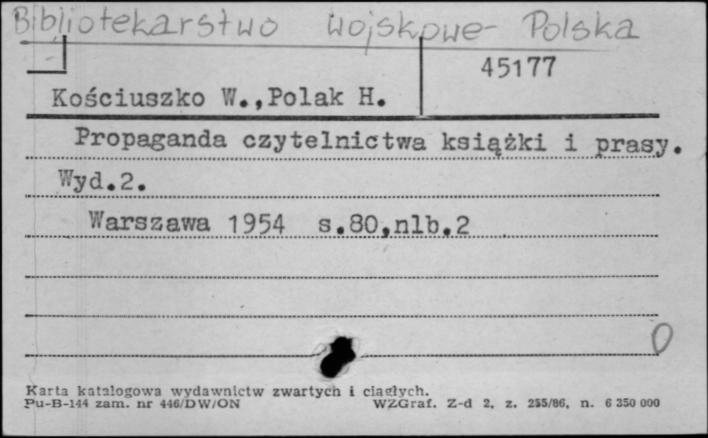 Bibliotekarstwo wojskowe - Polska
45177
Kościuszko W.,Polak H.
Propaganda czytelnictwa książki i prasy.
Wyd.2.
Warszawa 1954 s.80,nlb.2
0
Karta katalogowa wydawnictw zwartych i ciągłych.
Pu-B-144 zam. nr 446/DW/ON WZGraf. Z-d 2, z. 255/86, n. 6 350 000